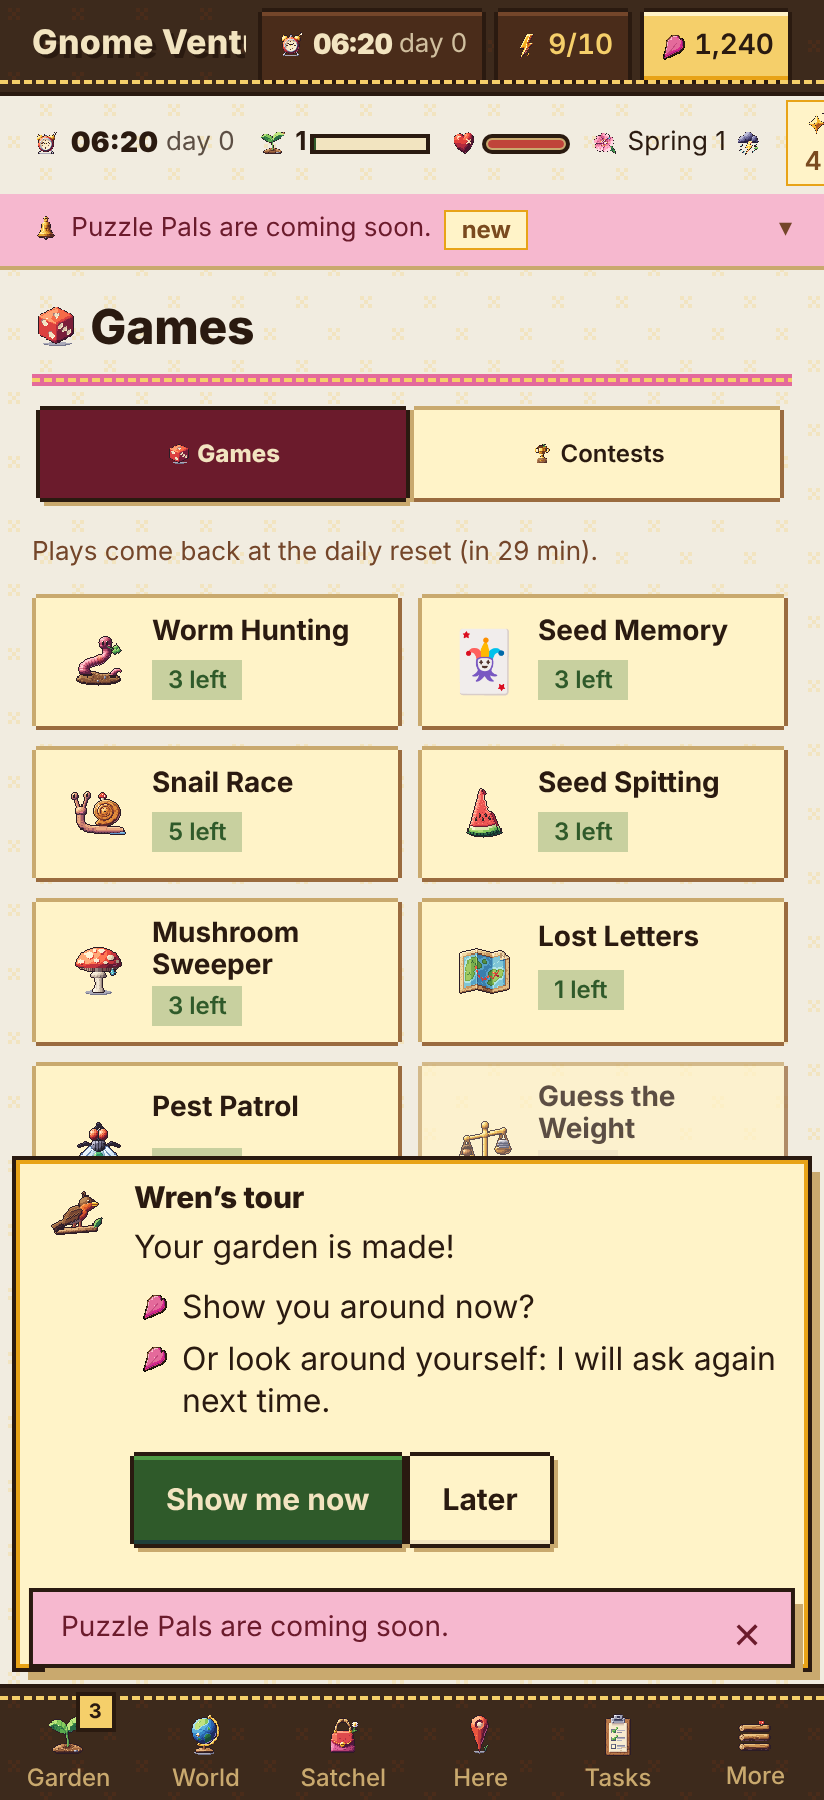 Gnome Ventu
06:20 day 0
9/10
1,240
06:20 day 0
1
Spring 1
4
Puzzle Pals are coming soon.
new
Games
Games
Contests
Plays come back at the daily reset (in 29 min).
Worm Hunting
3 left
Seed Memory
3 left
Snail Race
5 left
Seed Spitting
3 left
Mushroom
Sweeper
3 left
Lost Letters
1 left
Pest Patrol
Guess the
Weight
Wren’s tour
Your garden is made!
Show you around now?
Or look around yourself: I will ask again
next time.
Show me now
Later
Puzzle Pals are coming soon.
3
Garden
World
Satchel
Here
Tasks
More